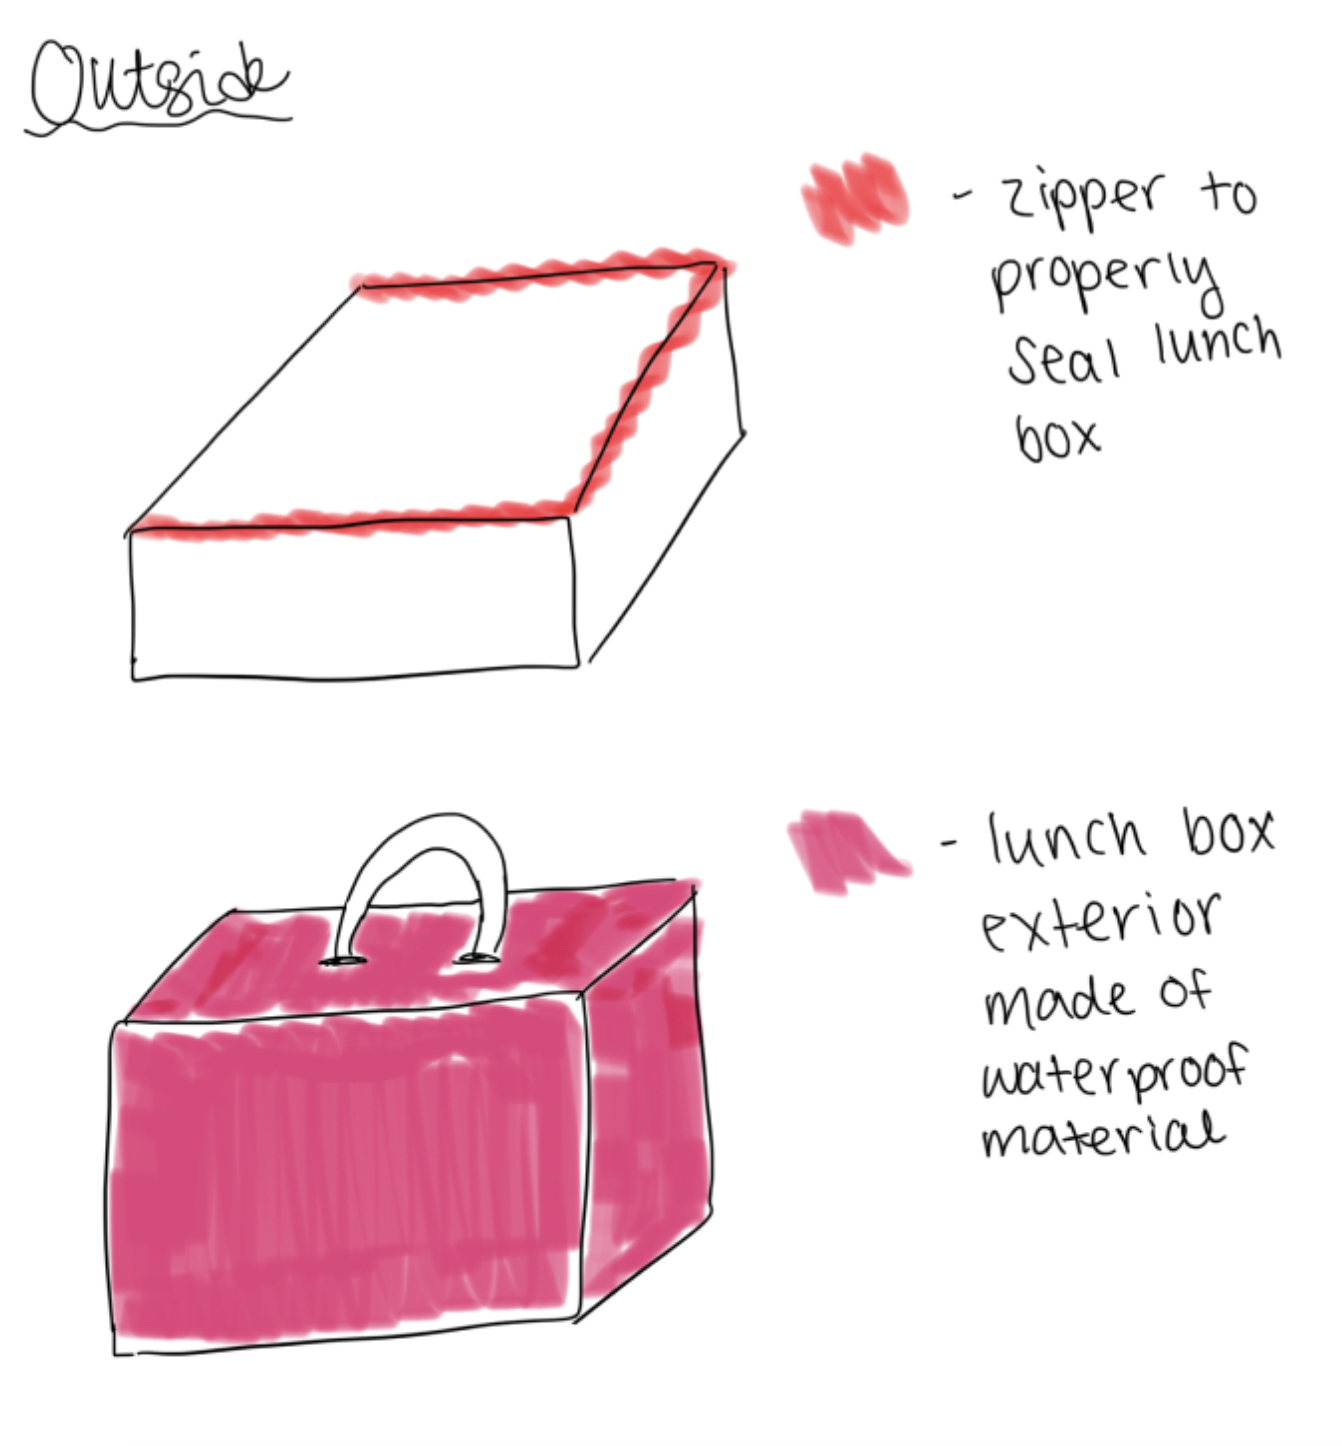 Outside
- zipper to
properly
seal lunch
box
- lunch box
exterior
made of
waterproof
material